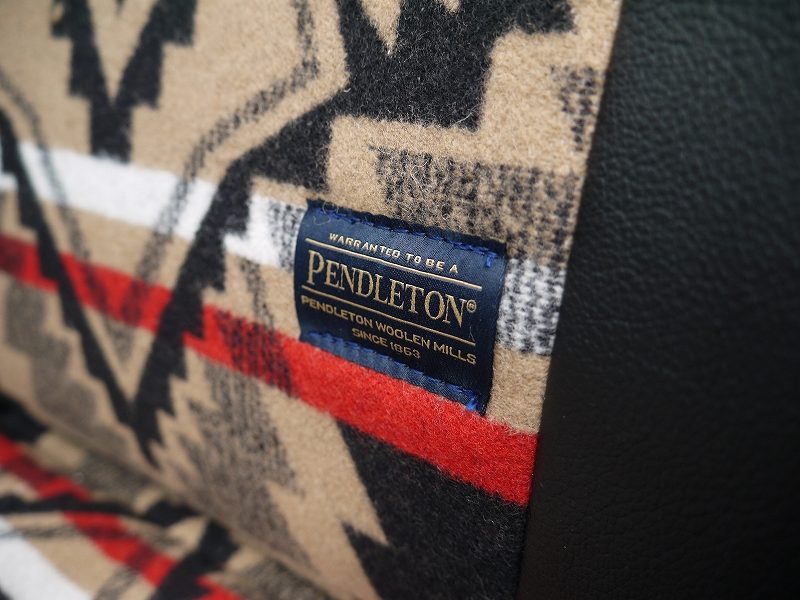 WARRANTED TO BE A
PENDLETON®
PENDLETON WOOLEN MILLS
SINCE 1863